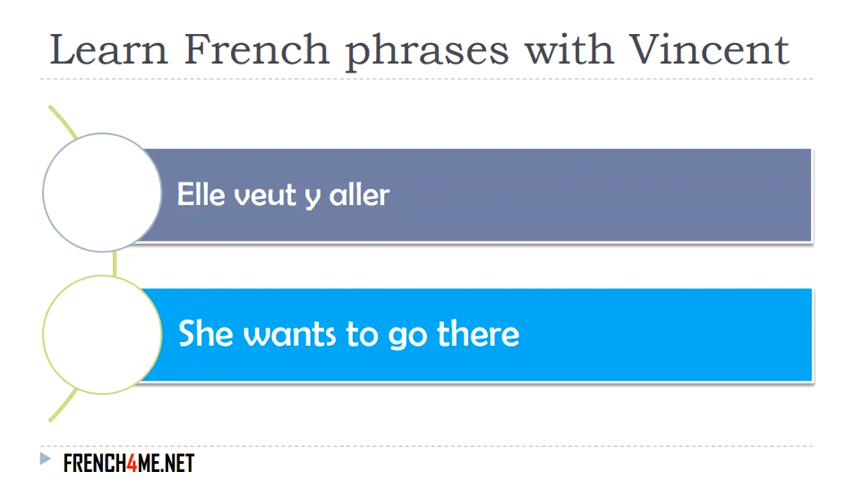 Learn French phrases with Vincent
Elle veut y aller
She wants to go there
FRENCH4ME.NET